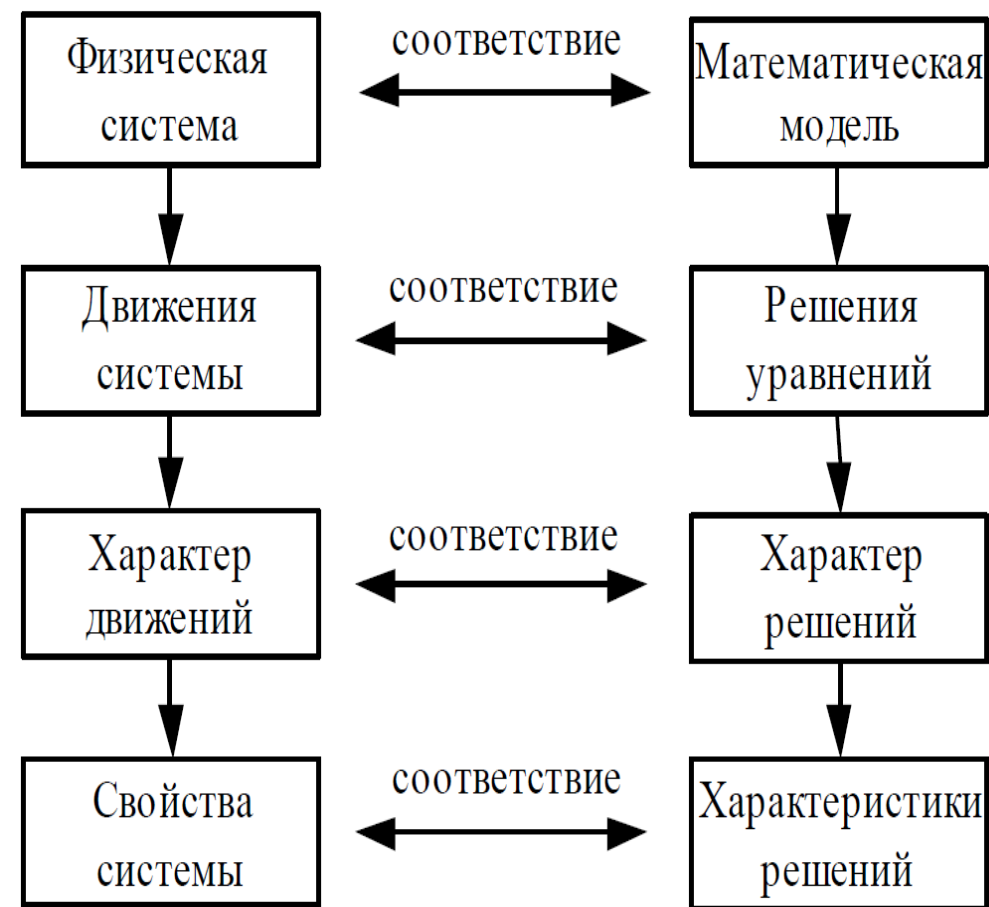 Физическая
система
соответствие
Математическая
модель
Движения
системы
соответствие
Решения
уравнений
Характер
движений
соответствие
Характер
решений
Свойства
системы
соответствие
Характеристики
решений